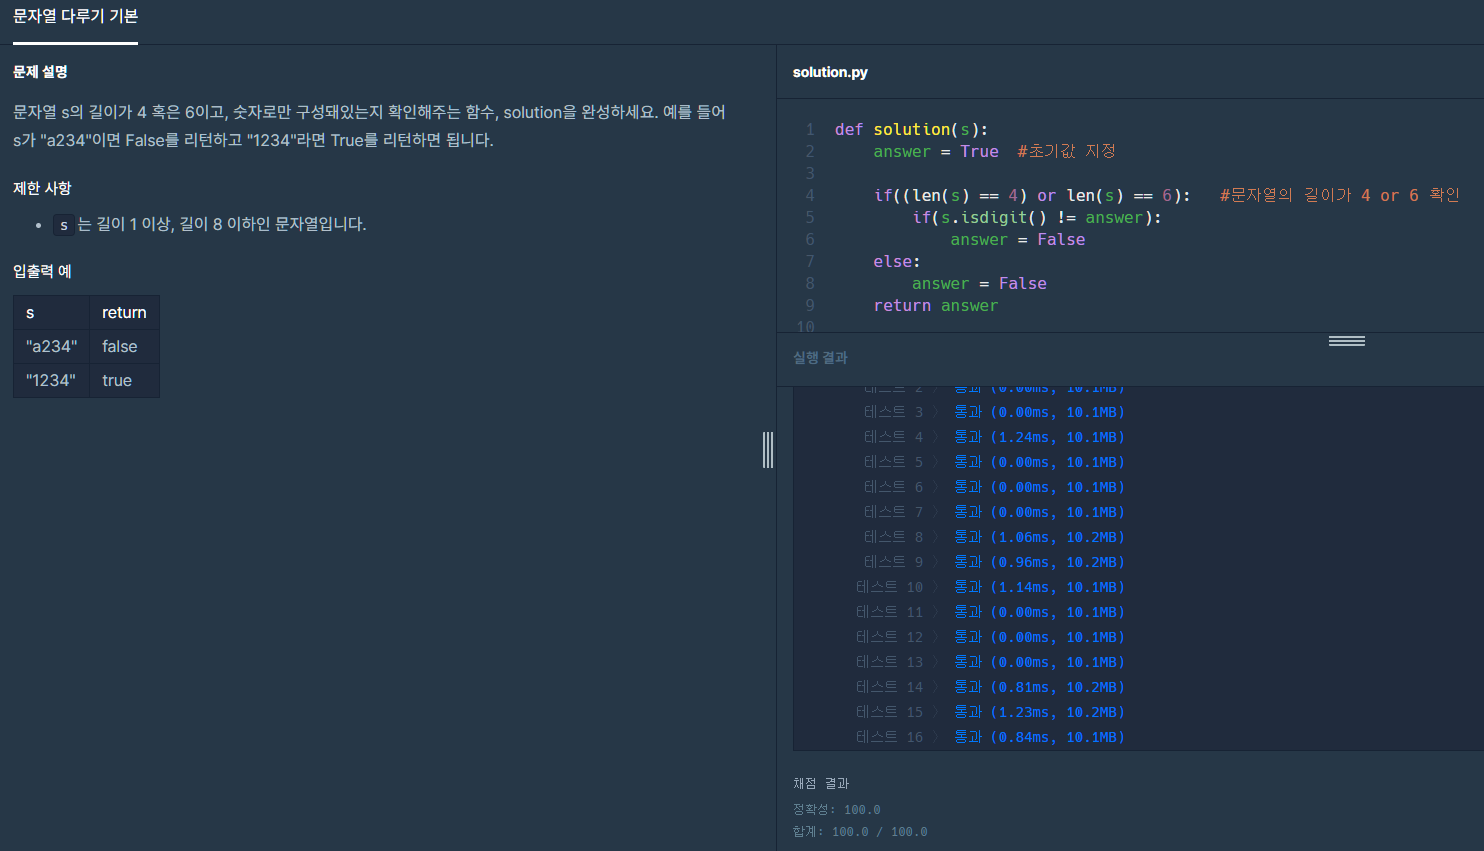 문자열 다루기 기본
문제 설명
문자열 s의 길이가 4 혹은 6이고, 숫자로만 구성돼있는지 확인해주는 함수, solution을 완성하세요. 예를 들어
s가 "a234"이면 False를 리턴하고 "1234"라면 True를 리턴하면 됩니다.
제한 사항
• s는 길이 1 이상, 길이 8 이하인 문자열입니다.
입출력 예
s return
"a234" false
"1234" true
solution.py
1 def solution(s):
2     answer = True  #초기값 지정
3
4     if((len(s) == 4) or len(s) == 6):   #문자열의 길이가 4 or 6 확인
5         if(s.isdigit() != answer):
6             answer = False
7     else:
8         answer = False
9     return answer
10
실행 결과
테스트 2 〉 통과 (0.00ms, 10.1MB)
테스트 3 〉 통과 (0.00ms, 10.1MB)
테스트 4 〉 통과 (1.24ms, 10.1MB)
테스트 5 〉 통과 (0.00ms, 10.1MB)
테스트 6 〉 통과 (0.00ms, 10.1MB)
테스트 7 〉 통과 (0.00ms, 10.1MB)
테스트 8 〉 통과 (1.06ms, 10.2MB)
테스트 9 〉 통과 (0.96ms, 10.2MB)
테스트 10 〉 통과 (1.14ms, 10.1MB)
테스트 11 〉 통과 (0.00ms, 10.1MB)
테스트 12 〉 통과 (0.00ms, 10.1MB)
테스트 13 〉 통과 (0.00ms, 10.1MB)
테스트 14 〉 통과 (0.81ms, 10.2MB)
테스트 15 〉 통과 (1.23ms, 10.2MB)
테스트 16 〉 통과 (0.84ms, 10.1MB)
채점 결과
정확성: 100.0
합계: 100.0 / 100.0